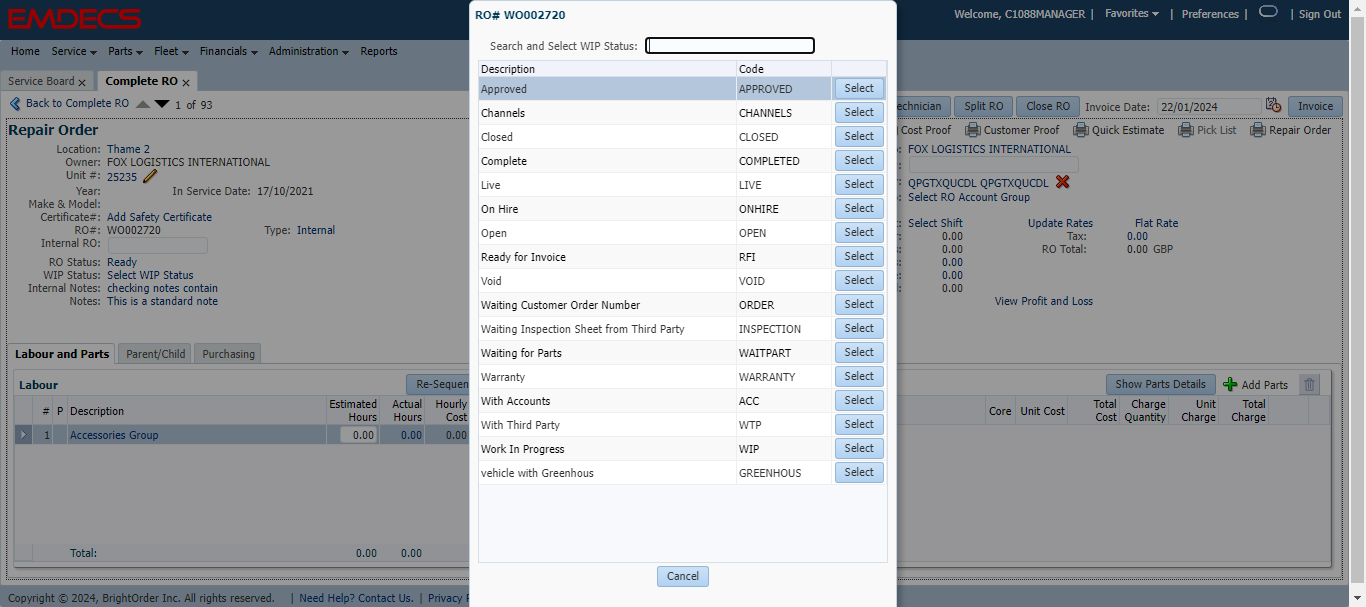 EMDECS
Welcome, C1088MANAGER | Favorites | Preferences | | Sign Out
Home Service Parts Fleet Financials Administration Reports
Service Board x Complete RO x
Back to Complete RO 1 of 93
echnician Split RO Close RO Invoice Date: 22/01/2024 Invoice
Repair Order
Cost Proof Customer Proof Quick Estimate Pick List Repair Order
Location: Thame 2
Owner: FOX LOGISTICS INTERNATIONAL
Unit #: 25235
Year: In Service Date: 17/10/2021
Make & Model:
Certificate#: Add Safety Certificate
RO#: WO002720 Type: Internal
Internal RO:
RO Status: Ready
WIP Status: Select WIP Status
Internal Notes: checking notes contain
Notes: This is a standard note
FOX LOGISTICS INTERNATIONAL
QPGTXQUCDL QPGTXQUCDL
Select RO Account Group
Select Shift Update Rates Flat Rate
0.00 Tax: 0.00
0.00 RO Total: 0.00 GBP
0.00
0.00
0.00
View Profit and Loss
RO# WO002720
Search and Select WIP Status:
Description Code
Approved APPROVED Select
Channels CHANNELS Select
Closed CLOSED Select
Complete COMPLETED Select
Live LIVE Select
On Hire ONHIRE Select
Open OPEN Select
Ready for Invoice RFI Select
Void VOID Select
Waiting Customer Order Number ORDER Select
Waiting Inspection Sheet from Third Party INSPECTION Select
Waiting for Parts WAITPART Select
Warranty WARRANTY Select
With Accounts ACC Select
With Third Party WTP Select
Work In Progress WIP Select
vehicle with Greenhous GREENHOUS Select
Cancel
Labour and Parts Parent/Child Purchasing
Labour Re-Sequen
Show Parts Details Add Parts
# P Description Estimated Hours Actual Hours Hourly Cost
Core Unit Cost Total Cost Charge Quantity Unit Charge Total Charge
1 Accessories Group 0.00 0.00 0.00
Total: 0.00 0.00
Copyright © 2024, BrightOrder Inc. All rights reserved. | Need Help? Contact Us. | Privacy